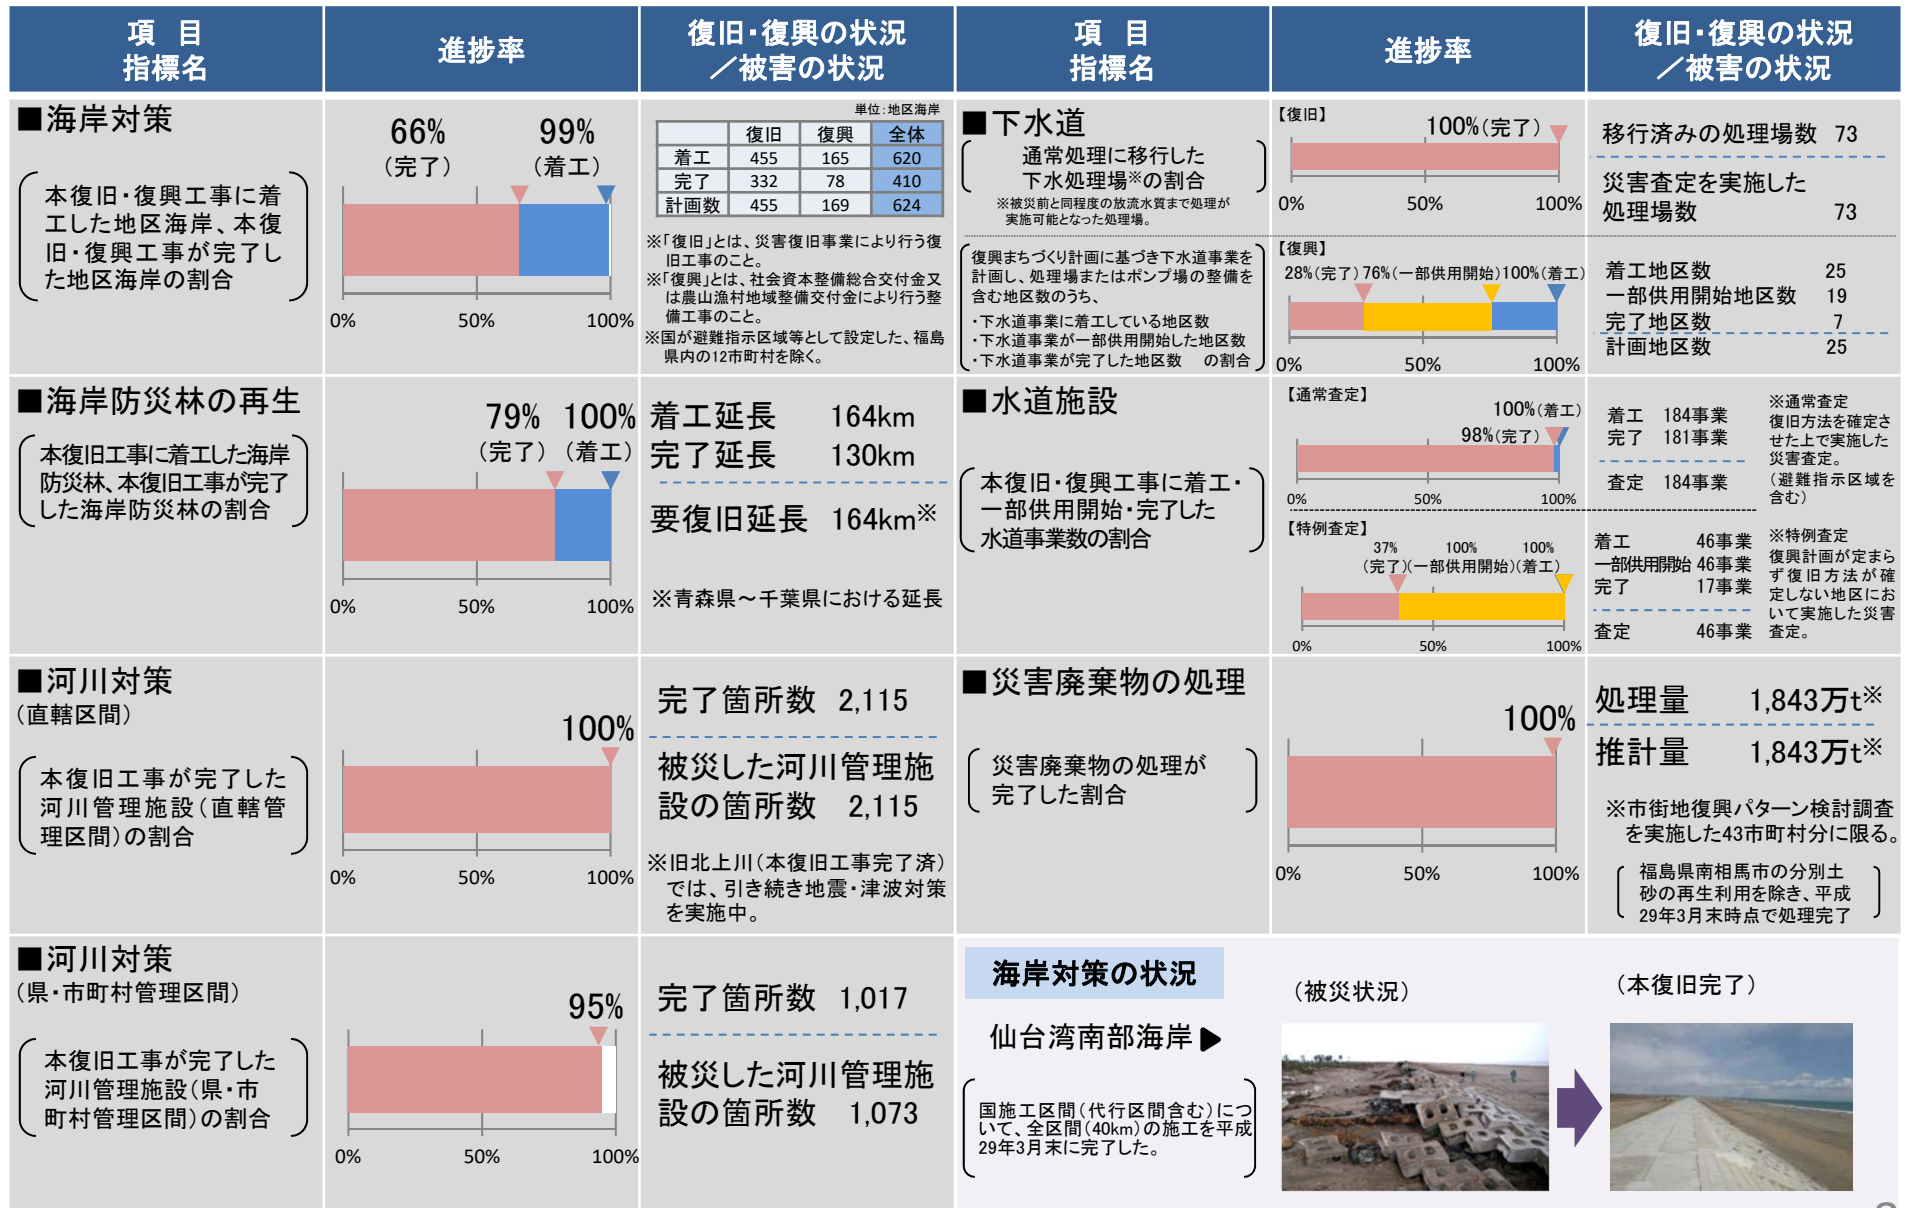 項　目
指標名
進捗率
復旧・復興の状況
／被害の状況
項　目
指標名
進捗率
復旧・復興の状況
／被害の状況
■海岸対策
本復旧・復興工事に着
工した地区海岸、本復
旧・復興工事が完了し
た地区海岸の割合
66%
（完了）
99%
（着工）
0%
50%
100%
単位：地区海岸
復旧 復興 全体
着工 455 165 620
完了 332 78 410
計画数 455 169 624
※「復旧」とは、災害復旧事業により行う復
旧工事のこと。
※「復興」とは、社会資本整備総合交付金又
は農山漁村地域整備交付金により行う整
備工事のこと。
※国が避難指示区域等として設定した、福島
県内の12市町村を除く。
■海岸防災林の再生
本復旧工事に着工した海岸
防災林、本復旧工事が完了
した海岸防災林の割合
79%
（完了）
100%
（着工）
0%
50%
100%
着工延長 164km
完了延長 130km
要復旧延長 164km※
※青森県～千葉県における延長
■河川対策
（直轄区間）
本復旧工事が完了した
河川管理施設（直轄管
理区間）の割合
100%
0%
50%
100%
完了箇所数 2,115
被災した河川管理施
設の箇所数 2,115
※旧北上川（本復旧工事完了済）
では、引き続き地震・津波対策
を実施中。
■河川対策
（県・市町村管理区間）
本復旧工事が完了した
河川管理施設（県・市
町村管理区間）の割合
95%
0%
50%
100%
完了箇所数 1,017
被災した河川管理施
設の箇所数 1,073
■下水道
通常処理に移行した
下水処理場※の割合
※被災前と同程度の放流水質まで処理が
実施可能となった処理場。
【復旧】
100%（完了）
0%
50%
100%
移行済みの処理場数 73
災害査定を実施した
処理場数 73
復興まちづくり計画に基づき下水道事業を
計画し、処理場またはポンプ場の整備を
含む地区数のうち、
・下水道事業に着工している地区数
・下水道事業が一部供用開始した地区数
・下水道事業が完了した地区数　の割合
【復興】
28%（完了）76%（一部供用開始）100%（着工）
0%
50%
100%
着工地区数 25
一部供用開始地区数 19
完了地区数 7
計画地区数 25
■水道施設
本復旧・復興工事に着工・
一部供用開始・完了した
水道事業数の割合
【通常査定】
100%（着工）
98%（完了）
0%
50%
100%
着工 184事業
完了 181事業
査定 184事業
※通常査定
復旧方法を確定さ
せた上で実施した
災害査定。
（避難指示区域を
含む）
【特例査定】
37% 100% 100%
（完了）（一部供用開始）（着工）
0%
50%
100%
着工 46事業
一部供用開始 46事業
完了 17事業
査定 46事業
※特例査定
復興計画が定まら
ず復旧方法が確
定しない地区にお
いて実施した災害
査定。
■災害廃棄物の処理
災害廃棄物の処理が
完了した割合
100%
0%
50%
100%
処理量 1,843万t※
推計量 1,843万t※
※市街地復興パターン検討調査
を実施した43市町村分に限る。
福島県南相馬市の分別土
砂の再生利用を除き、平成
29年3月末時点で処理完了
海岸対策の状況
仙台湾南部海岸▶
国施工区間（代行区間含む）につ
いて、全区間（40km）の施工を平成
29年3月末に完了した。
（被災状況）
（本復旧完了）